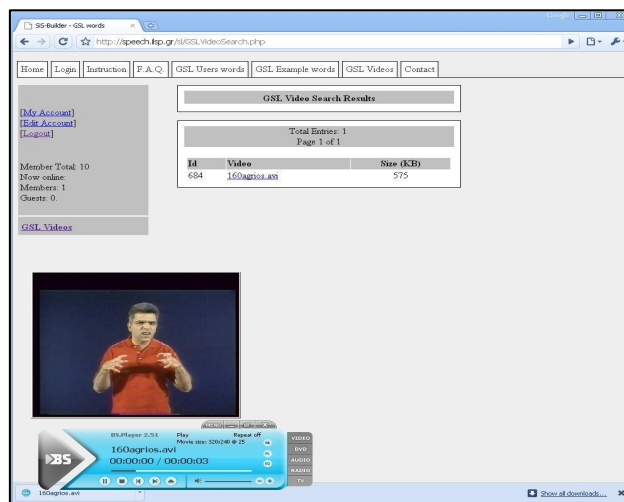 Google
SiS-Builder - GSL words
http://speech.ilsp.gr/sl/GSLVideoSearch.php
Home Login Instruction F.A.Q. GSL Users words GSL Example words GSL Videos Contact
[My Account]
[Edit Account]
[Logout]
Member Total: 10
Now online:
Members: 1
Guests: 0.
GSL Videos
GSL Video Search Results
Total Entries: 1
Page 1 of 1
Id Video Size (KB)
684 160agrios.avi 575
MENU
BS.Player 2.51 Play Repeat off
Movie size: 320x240 @ 25
160agrios.avi
00:00:00 / 00:00:03
BS
VIDEO
DVD
AUDIO
RADIO
TV
160agrios.avi
Show all downloads...